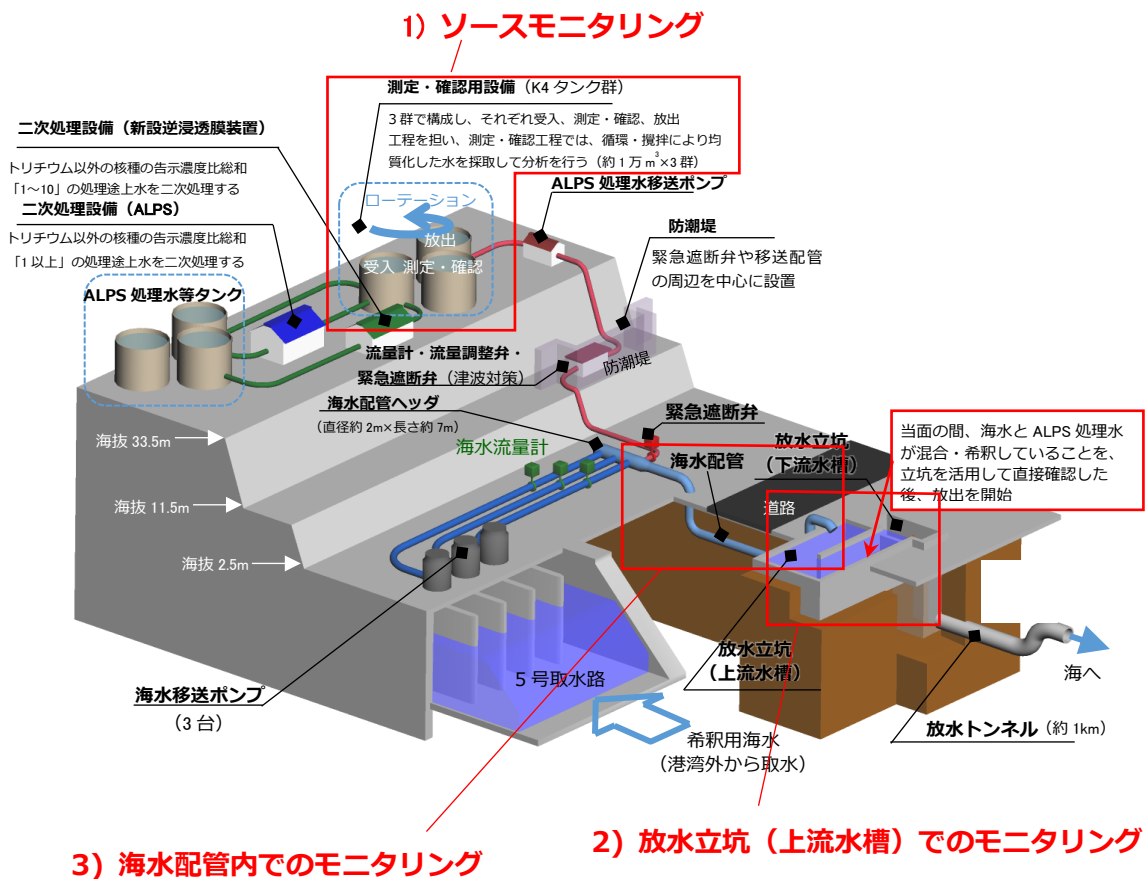 1）ソースモニタリング
測定・確認用設備（K4 タンク群）
3 群で構成し、それぞれ受入、測定・確認、放出
工程を担い、測定・確認工程では、循環・攪拌により均
質化した水を採取して分析を行う（約 1 万 m³×3 群）
二次処理設備（新設逆浸透膜装置）
トリチウム以外の核種の告示濃度比総和
「1～10」の処理途上水を二次処理する
二次処理設備（ALPS）
トリチウム以外の核種の告示濃度比総和
「1 以上」の処理途上水を二次処理する
ALPS 処理水等タンク
ローテーション
放出
受入
測定・確認
ALPS 処理水移送ポンプ
防潮堤
緊急遮断弁や移送配管
の周辺を中心に設置
防潮堤
流量計・流量調整弁・
緊急遮断弁（津波対策）
海水配管ヘッダ
（直径約 2m×長さ約 7m）
海水流量計
緊急遮断弁
海水配管
放水立坑
（下流水槽）
当面の間、海水と ALPS 処理水
が混合・希釈していることを、
立坑を活用して直接確認した
後、放出を開始
道路
海抜 33.5m
海抜 11.5m
海抜 2.5m
海水移送ポンプ
（3 台）
5 号取水路
希釈用海水
（港湾外から取水）
放水立坑
（上流水槽）
海へ
放水トンネル（約 1km）
2）放水立坑（上流水槽）でのモニタリング
3）海水配管内でのモニタリング